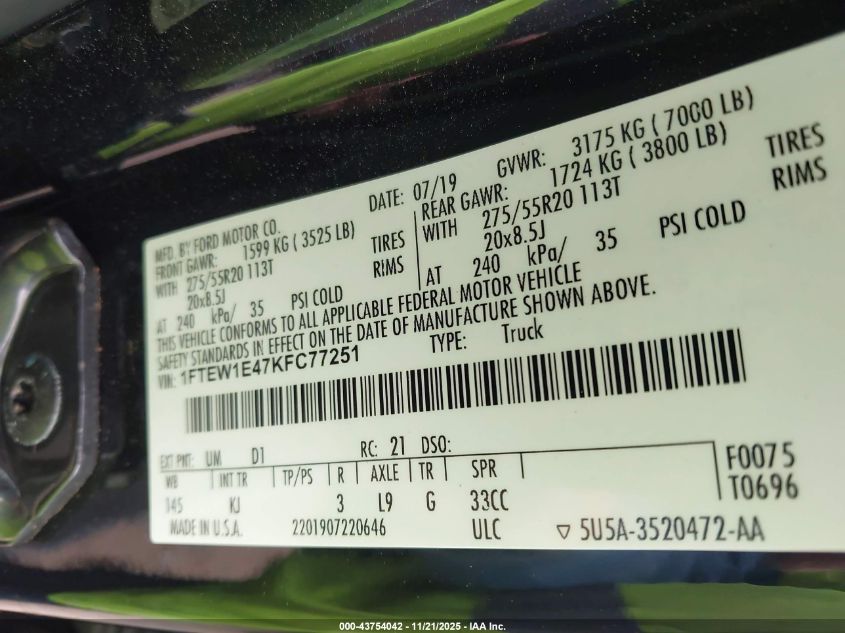 MFD. BY FORD MOTOR CO.
DATE: 07/19
GVWR: 3175 KG ( 7000 LB)
FRONT GAWR: 1599 KG ( 3525 LB)
REAR GAWR: 1724 KG ( 3800 LB)
WITH 275/55R20 113T TIRES
WITH 275/55R20 113T TIRES
20x8.5J RIMS
20x8.5J RIMS
AT 240 kPa/ 35 PSI COLD
AT 240 kPa/ 35 PSI COLD
THIS VEHICLE CONFORMS TO ALL APPLICABLE FEDERAL MOTOR VEHICLE
SAFETY STANDARDS IN EFFECT ON THE DATE OF MANUFACTURE SHOWN ABOVE.
VIN: 1FTEW1E47KFC77251
TYPE: Truck
EXT PNT: UM D1 RC: 21 DSO:
WB INT TR TP/PS R AXLE TR SPR
145 KJ 3 L9 G 33CC
F0075
T0696
MADE IN U.S.A. 2201907220646 ULC ▽ 5U5A-3520472-AA
000-43754042 - 11/21/2025 - IAA Inc.